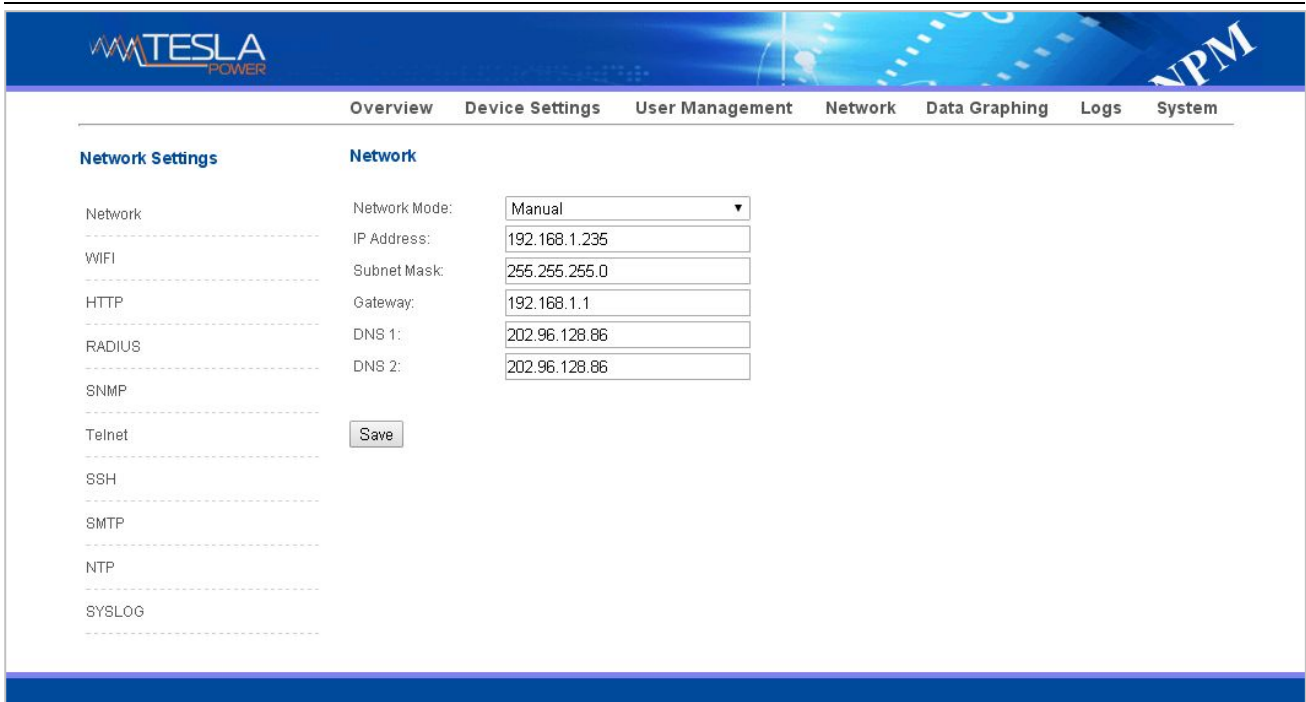 TESLA
POWER
NPM
Overview Device Settings User Management Network Data Graphing Logs System
Network Settings
Network
WIFI
HTTP
RADIUS
SNMP
Telnet
SSH
SMTP
NTP
SYSLOG
Network
Network Mode: Manual
IP Address: 192.168.1.235
Subnet Mask: 255.255.255.0
Gateway: 192.168.1.1
DNS 1: 202.96.128.86
DNS 2: 202.96.128.86
Save